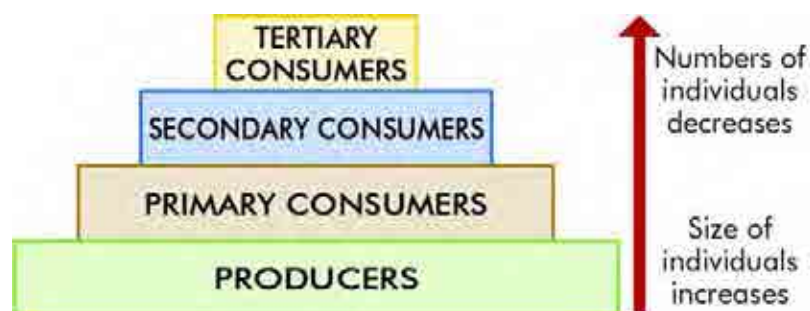 TERTIARY
CONSUMERS
SECONDARY CONSUMERS
PRIMARY CONSUMERS
PRODUCERS
Numbers of
individuals
decreases
Size of
individuals
increases